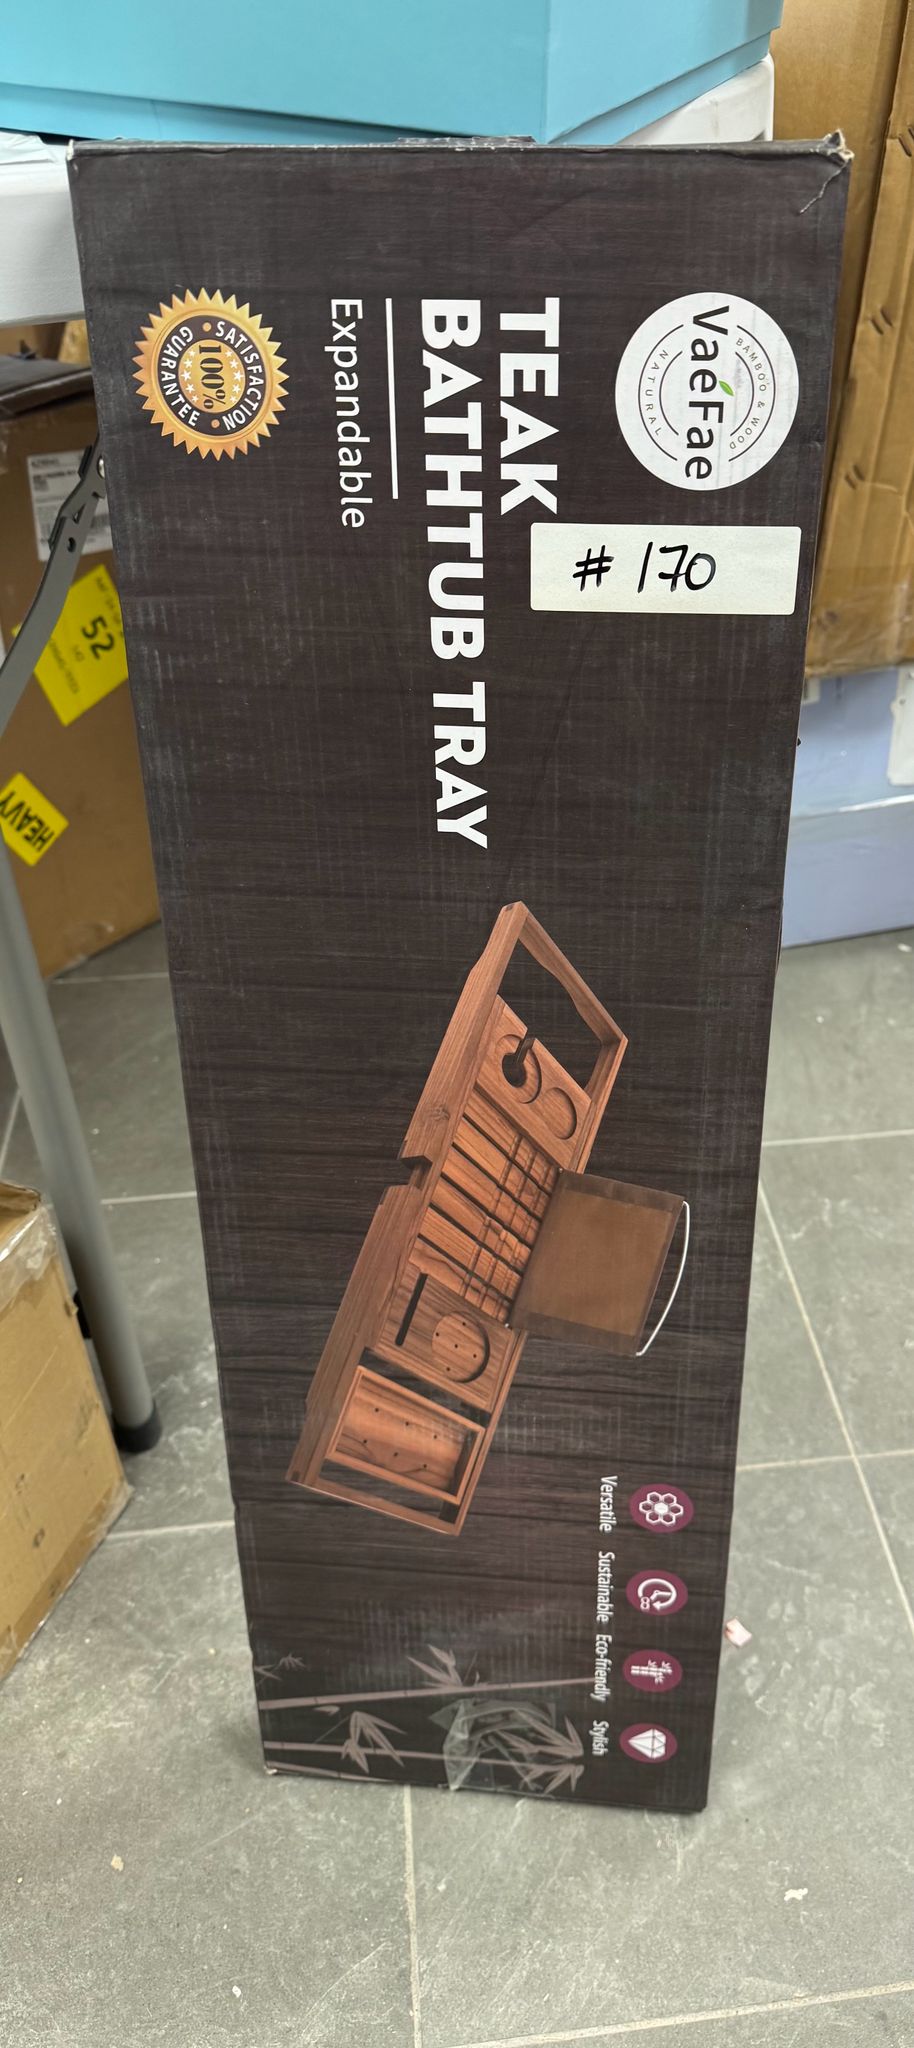 VaeFae
BAMBOO & WOOD
NATURAL
# 170
TEAK
BATHTUB TRAY
Expandable
SATISFACTION
100%
GUARANTEE
Versatile
Sustainable
Eco-friendly
Stylish
52
HEAVY